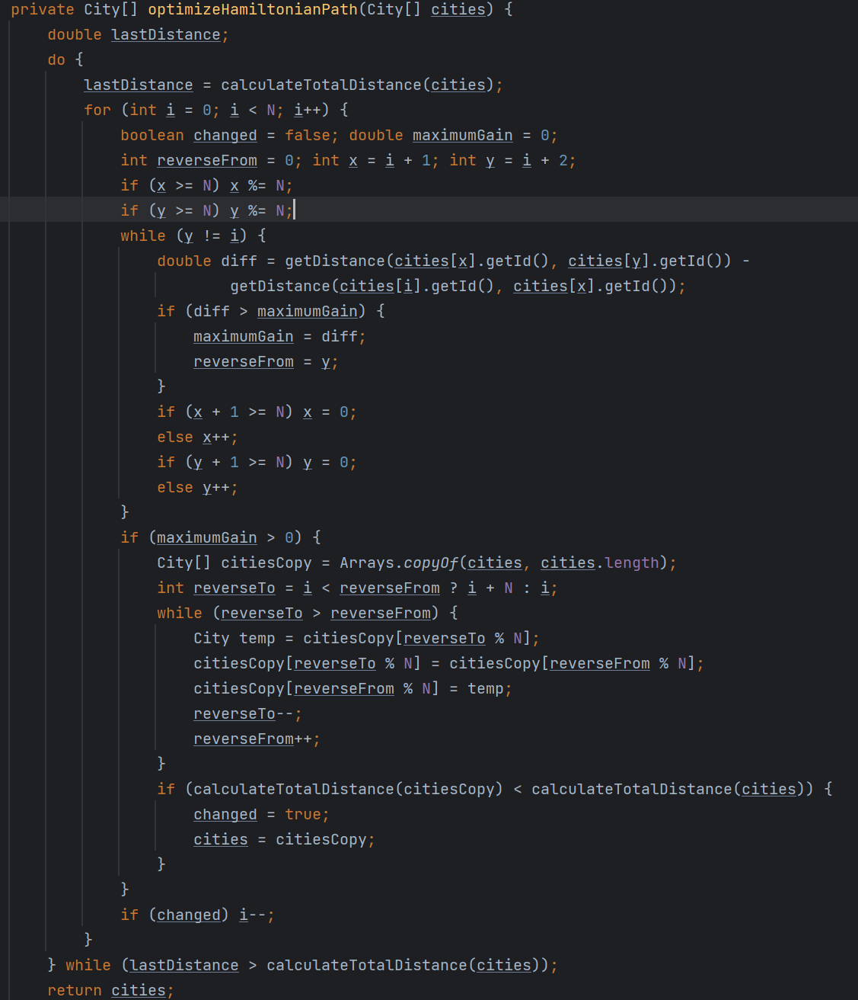 private City[] optimizeHamiltonianPath(City[] cities) {
    double lastDistance;
    do {
        lastDistance = calculateTotalDistance(cities);
        for (int i = 0; i < N; i++) {
            boolean changed = false; double maximumGain = 0;
            int reverseFrom = 0; int x = i + 1; int y = i + 2;
            if (x >= N) x %= N;
            if (y >= N) y %= N;
            while (y != i) {
                double diff = getDistance(cities[x].getId(), cities[y].getId()) -
                        getDistance(cities[i].getId(), cities[x].getId());
                if (diff > maximumGain) {
                    maximumGain = diff;
                    reverseFrom = y;
                }
                if (x + 1 >= N) x = 0;
                else x++;
                if (y + 1 >= N) y = 0;
                else y++;
            }
            if (maximumGain > 0) {
                City[] citiesCopy = Arrays.copyOf(cities, cities.length);
                int reverseTo = i < reverseFrom ? i + N : i;
                while (reverseTo > reverseFrom) {
                    City temp = citiesCopy[reverseTo % N];
                    citiesCopy[reverseTo % N] = citiesCopy[reverseFrom % N];
                    citiesCopy[reverseFrom % N] = temp;
                    reverseTo--;
                    reverseFrom++;
                }
                if (calculateTotalDistance(citiesCopy) < calculateTotalDistance(cities)) {
                    changed = true;
                    cities = citiesCopy;
                }
            }
            if (changed) i--;
        }
    } while (lastDistance > calculateTotalDistance(cities));
    return cities;